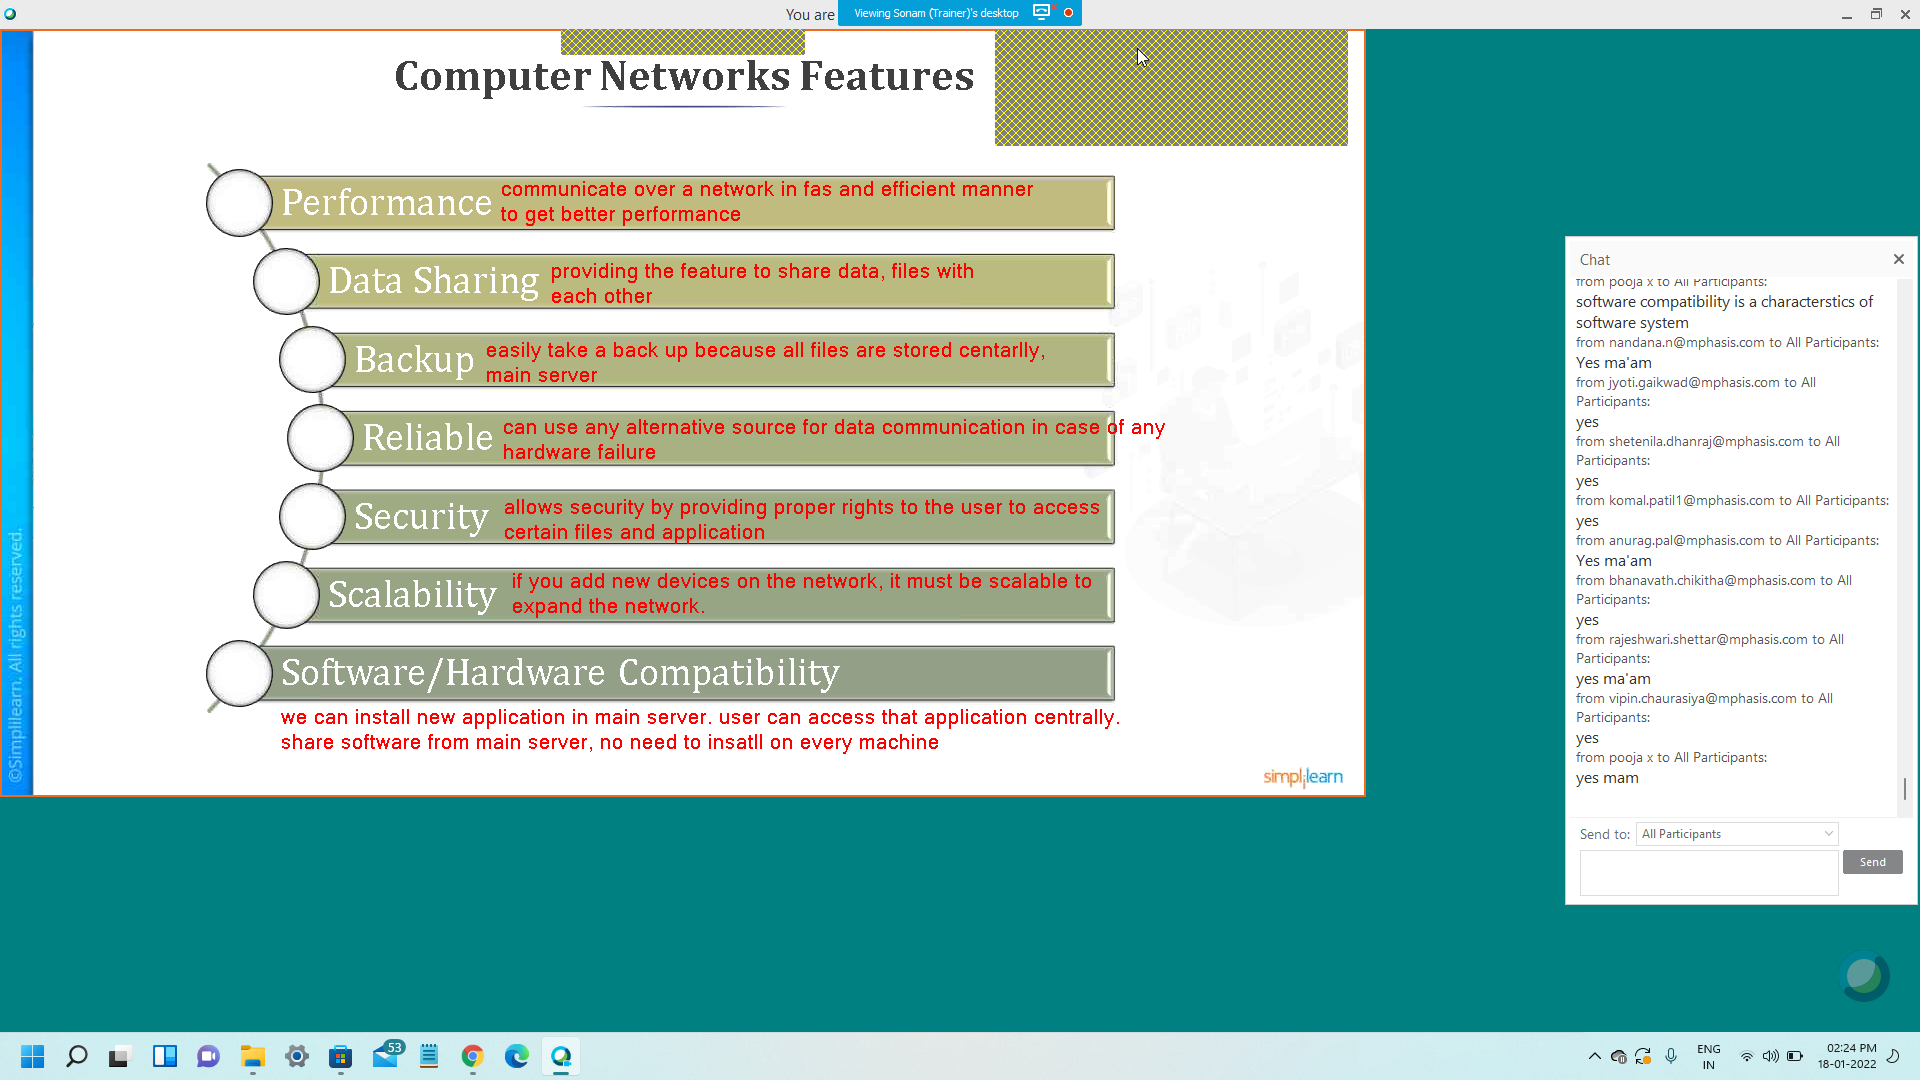 You are
Viewing Sonam (Trainer)'s desktop
Computer Networks Features
Performance
communicate over a network in fas and efficient manner
to get better performance
Data Sharing
providing the feature to share data, files with
each other
Backup
easily take a back up because all files are stored centarlly,
main server
Reliable
can use any alternative source for data communication in case of any
hardware failure
Security
allows security by providing proper rights to the user to access
certain files and application
Scalability
if you add new devices on the network, it must be scalable to
expand the network.
Software/Hardware Compatibility
we can install new application in main server. user can access that application centrally.
share software from main server, no need to insatll on every machine
©Simplilearn. All rights reserved.
simplilearn
Chat
from pooja x to All Participants:
software compatibility is a characterstics of
software system
from nandana.n@mphasis.com to All Participants:
Yes ma'am
from jyoti.gaikwad@mphasis.com to All
Participants:
yes
from shetenila.dhanraj@mphasis.com to All
Participants:
yes
from komal.patil1@mphasis.com to All Participants:
yes
from anurag.pal@mphasis.com to All Participants:
Yes ma'am
from bhanavath.chikitha@mphasis.com to All
Participants:
yes
from rajeshwari.shettar@mphasis.com to All
Participants:
yes ma'am
from vipin.chaurasiya@mphasis.com to All
Participants:
yes
from pooja x to All Participants:
yes mam
Send to:
All Participants
Send
53
ENG
IN
02:24 PM
18-01-2022